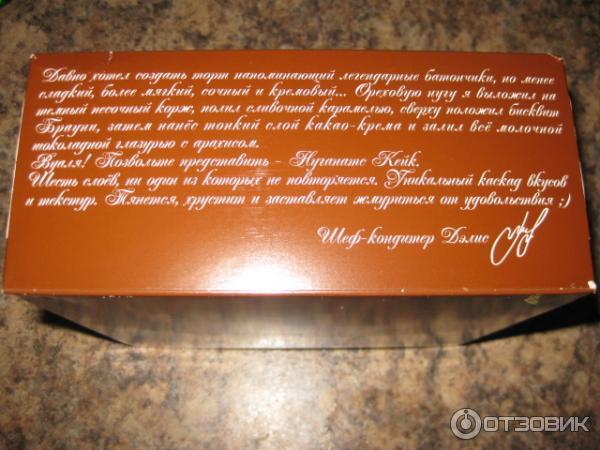 Давно хотел создать торт напоминающий легендарные батончики, но менее
сладкий, более мягкий, сочный и кремовый... Ореховую нугу я выложил на
темный песочный корж, полил сливочной карамелью, сверху положил бисквит
Брауни, затем нанёс тонкий слой какао-крема и залил всё молочной
шоколадной глазурью с арахисом.
Вуаля! Позвольте представить - Нуганатс Кейк.
Шесть слоёв, ни один из которых не повторяется. Уникальный каскад вкусов
и текстур. Тянется, хрустит и заставляет жмуриться от удовольствия ;)
Шеф-кондитер Дэлис
ОТЗОВИК